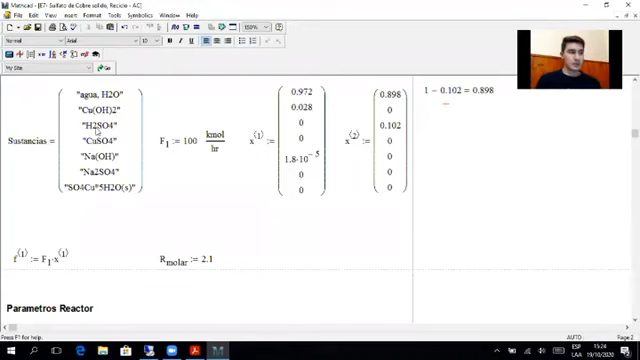 Mathcad - [E7- Sulfato de Cobre solido, Recicle - AC]
File Edit View Insert Format Tools Symbolics Window Help
Normal Arial 10 B I U
My Site Go
Sustancias =
"agua, H2O"
"Cu(OH)2"
"H2SO4"
"CuSO4"
"Na(OH)"
"Na2SO4"
"SO4Cu*5H2O(s)"
F1 := 100 kmol/hr
x^(1) :=
0.972
0.028
0
0
1.8·10^-5
0
0
x^(2) :=
0.898
0
0.102
0
0
0
0
1 − 0.102 = 0.898
f^(1) := F1·x^(1)
Rmolar := 2.1
Parametros Reactor
Press F1 for help.
AUTO
Page 2
ESP
LAA
15:24
19/10/2020